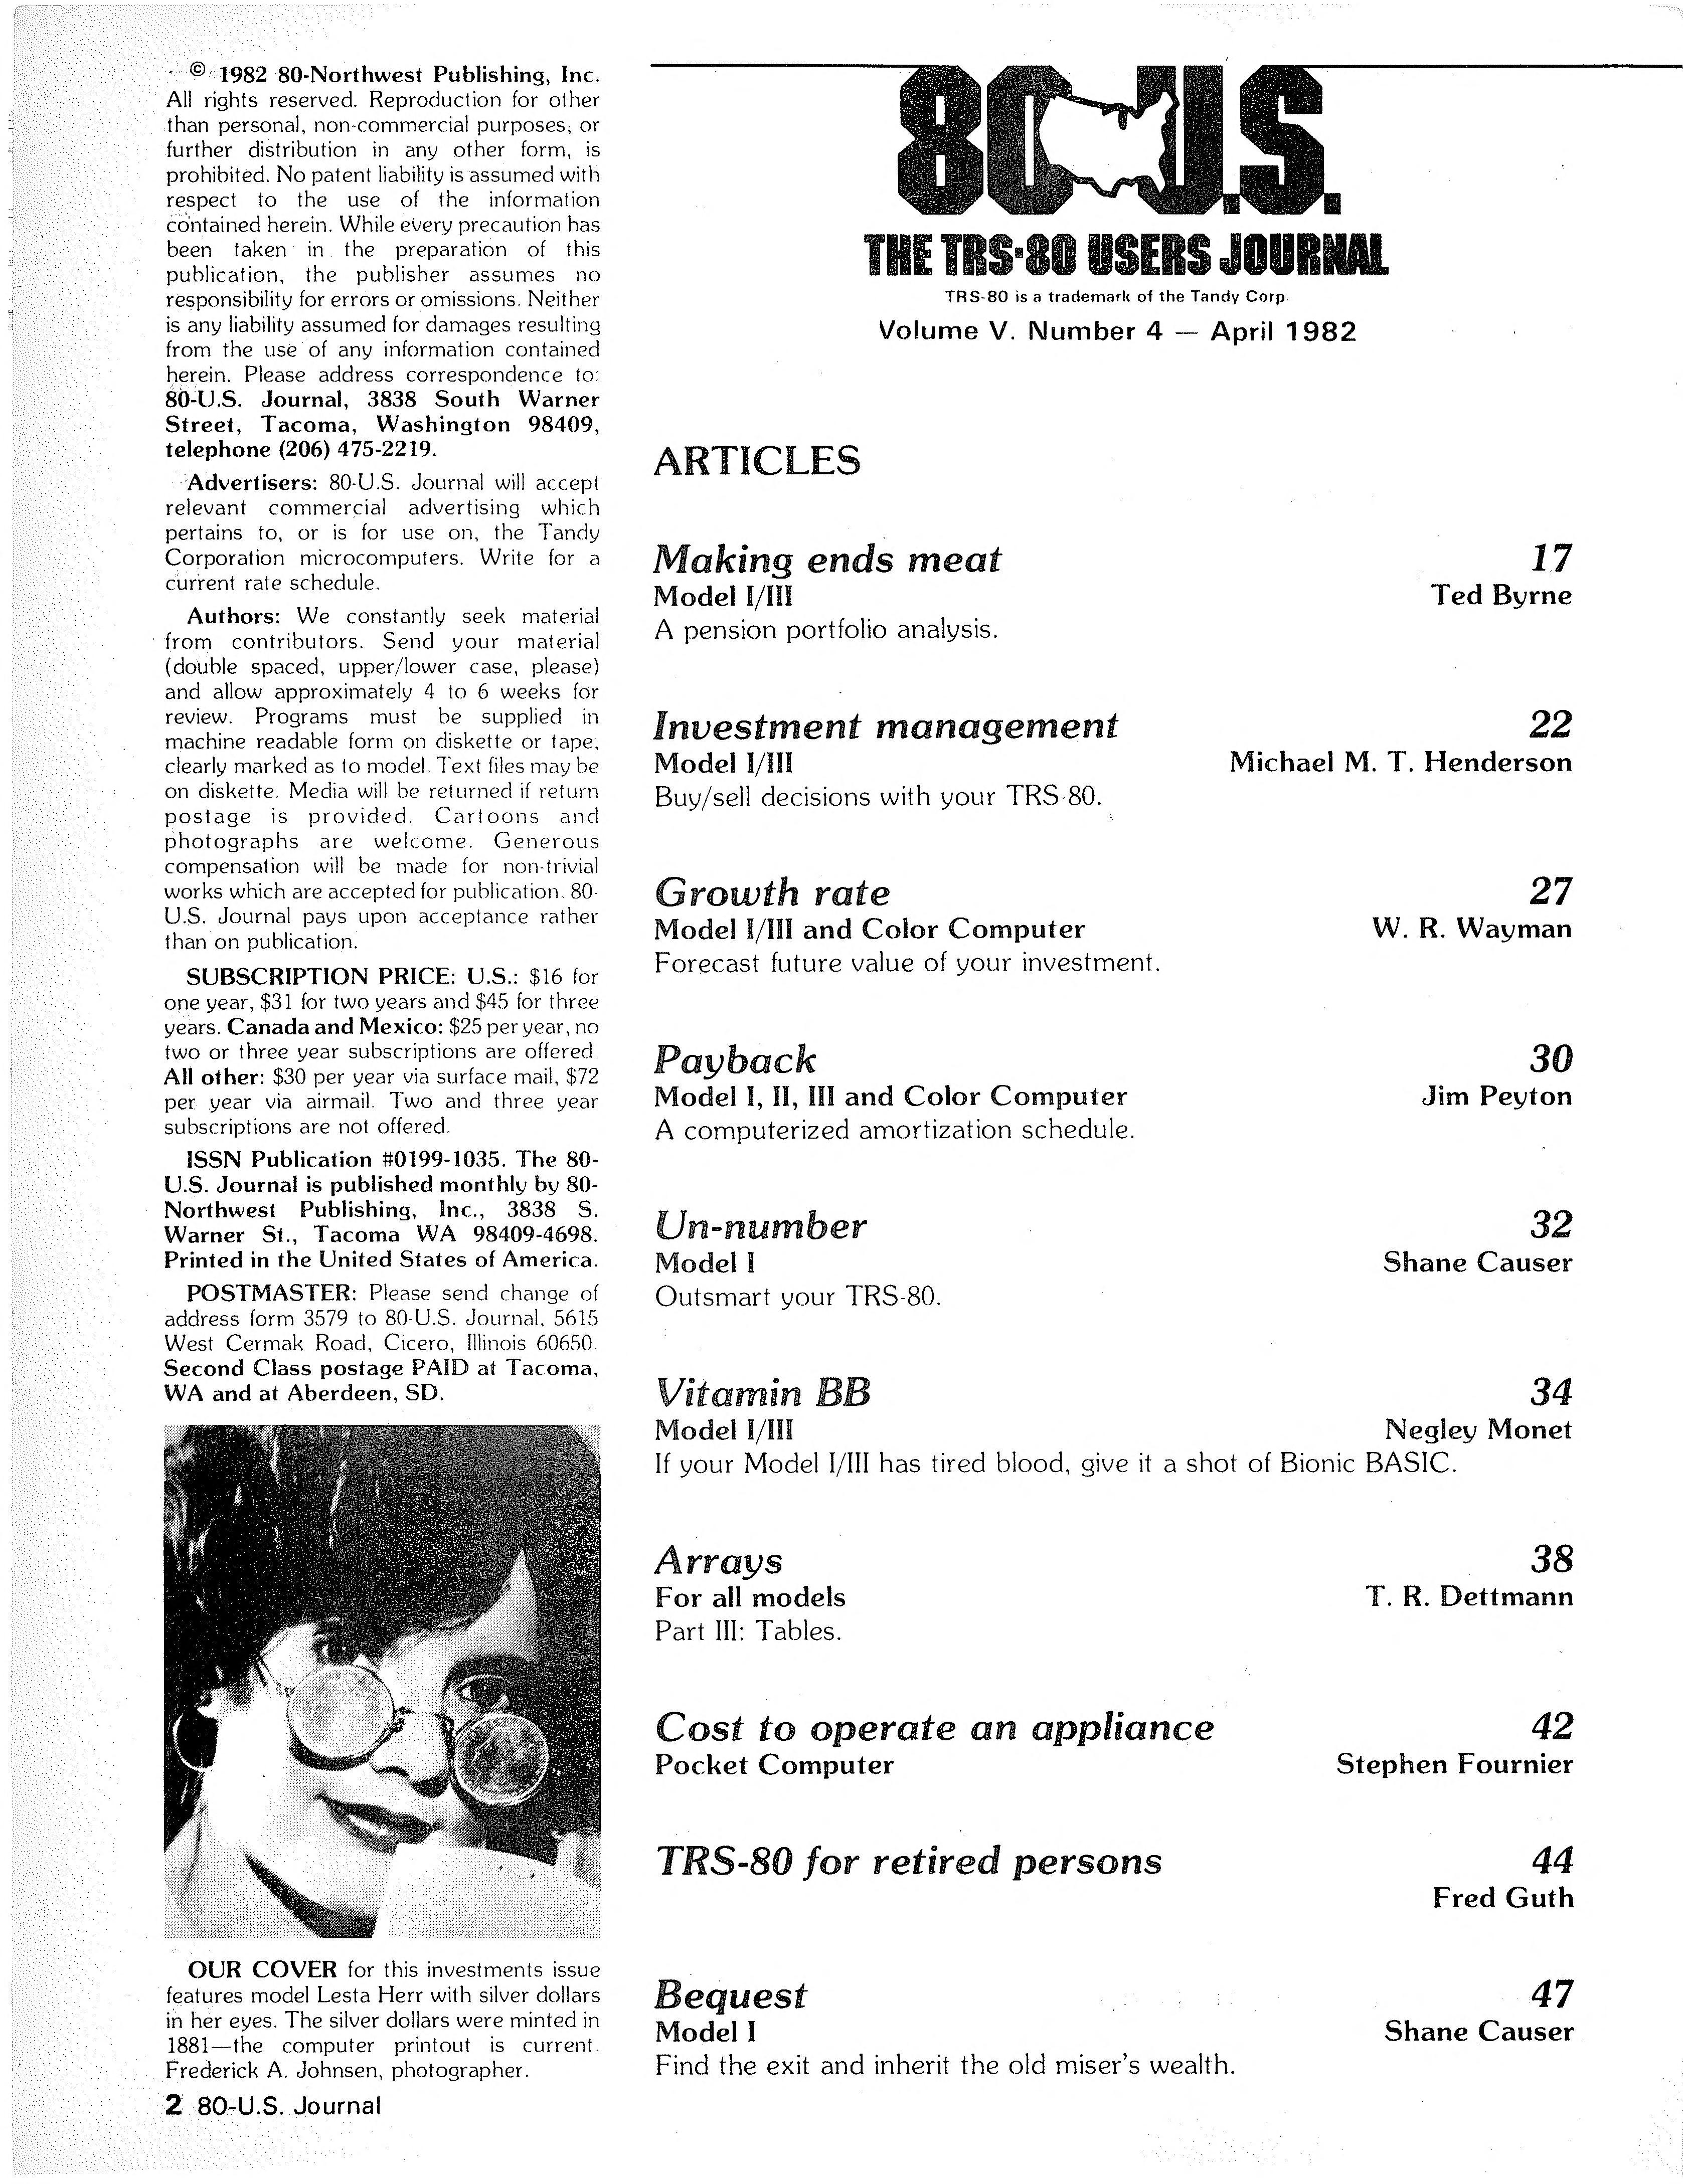 © 1982 80-Northwest Publishing, Inc.
All rights reserved. Reproduction for other
than personal, non-commercial purposes, or
further distribution in any other form, is
prohibited. No patent liability is assumed with
respect to the use of the information
contained herein. While every precaution has
been taken in the preparation of this
publication, the publisher assumes no
responsibility for errors or omissions. Neither
is any liability assumed for damages resulting
from the use of any information contained
herein. Please address correspondence to:
80-U.S. Journal, 3838 South Warner
Street, Tacoma, Washington 98409,
telephone (206) 475-2219.
Advertisers: 80-U.S. Journal will accept
relevant commercial advertising which
pertains to, or is for use on, the Tandy
Corporation microcomputers. Write for a
current rate schedule.
Authors: We constantly seek material
from contributors. Send your material
(double spaced, upper/lower case, please)
and allow approximately 4 to 6 weeks for
review. Programs must be supplied in
machine readable form on diskette or tape,
clearly marked as to model. Text files may be
on diskette. Media will be returned if return
postage is provided. Cartoons and
photographs are welcome. Generous
compensation will be made for non-trivial
works which are accepted for publication. 80-
U.S. Journal pays upon acceptance rather
than on publication.
SUBSCRIPTION PRICE: U.S.: $16 for
one year, $31 for two years and $45 for three
years. Canada and Mexico: $25 per year, no
two or three year subscriptions are offered.
All other: $30 per year via surface mail, $72
per year via airmail. Two and three year
subscriptions are not offered.
ISSN Publication #0199-1035. The 80-
U.S. Journal is published monthly by 80-
Northwest Publishing, Inc., 3838 S.
Warner St., Tacoma WA 98409-4698.
Printed in the United States of America.
POSTMASTER: Please send change of
address form 3579 to 80-U.S. Journal, 5615
West Cermak Road, Cicero, Illinois 60650.
Second Class postage PAID at Tacoma,
WA and at Aberdeen, SD.
OUR COVER for this investments issue
features model Lesta Herr with silver dollars
in her eyes. The silver dollars were minted in
1881—the computer printout is current.
Frederick A. Johnsen, photographer.
2 80-U.S. Journal
80 U.S.
THE TRS-80 USERS JOURNAL
TRS-80 is a trademark of the Tandy Corp.
Volume V. Number 4 — April 1982
ARTICLES
Making ends meat 17
Model I/III Ted Byrne
A pension portfolio analysis.
Investment management 22
Model I/III Michael M. T. Henderson
Buy/sell decisions with your TRS-80.
Growth rate 27
Model I/III and Color Computer W. R. Wayman
Forecast future value of your investment.
Payback 30
Model I, II, III and Color Computer Jim Peyton
A computerized amortization schedule.
Un-number 32
Model I Shane Causer
Outsmart your TRS-80.
Vitamin BB 34
Model I/III Negley Monet
If your Model I/III has tired blood, give it a shot of Bionic BASIC.
Arrays 38
For all models T. R. Dettmann
Part III: Tables.
Cost to operate an appliance 42
Pocket Computer Stephen Fournier
TRS-80 for retired persons 44
Fred Guth
Bequest 47
Model I Shane Causer
Find the exit and inherit the old miser's wealth.